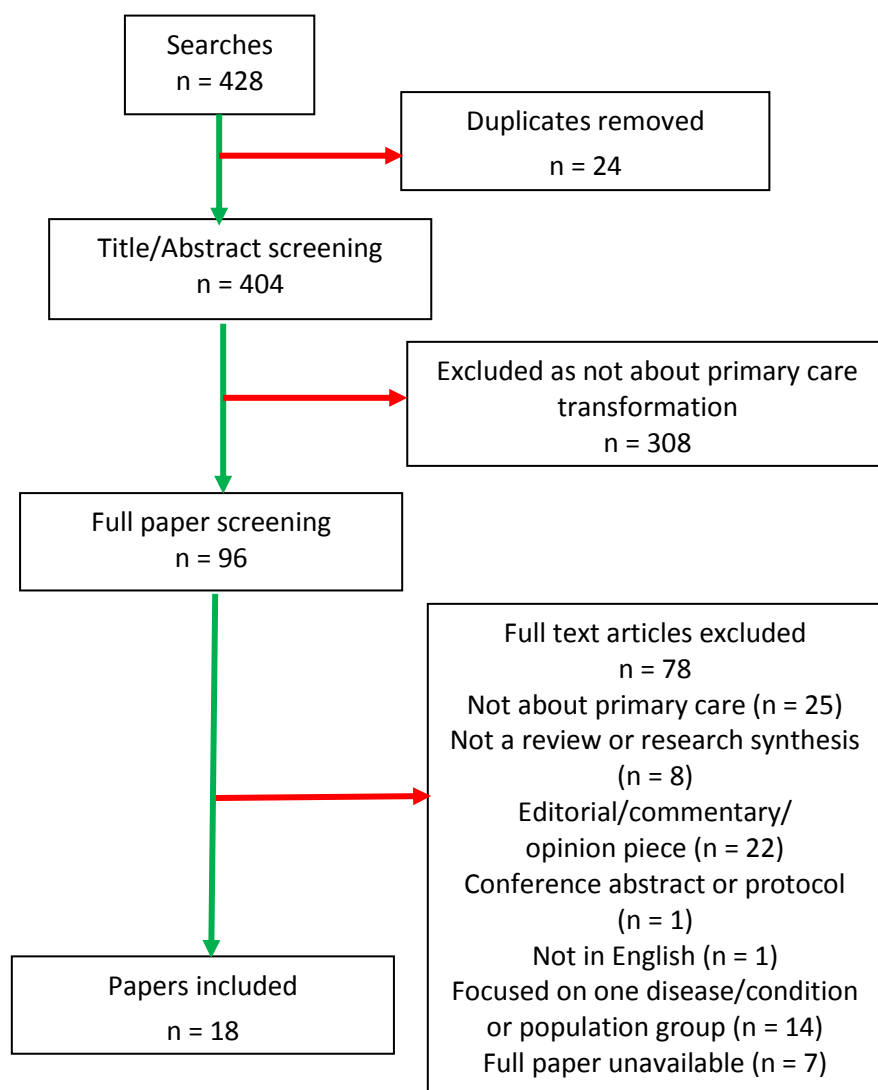 Searches
n = 428
Duplicates removed
n = 24
Title/Abstract screening
n = 404
Excluded as not about primary care
transformation
n = 308
Full paper screening
n = 96
Full text articles excluded
n = 78
Not about primary care (n = 25)
Not a review or research synthesis
(n = 8)
Editorial/commentary/
opinion piece (n = 22)
Conference abstract or protocol
(n = 1)
Not in English (n = 1)
Focused on one disease/condition
or population group (n = 14)
Full paper unavailable (n = 7)
Papers included
n = 18